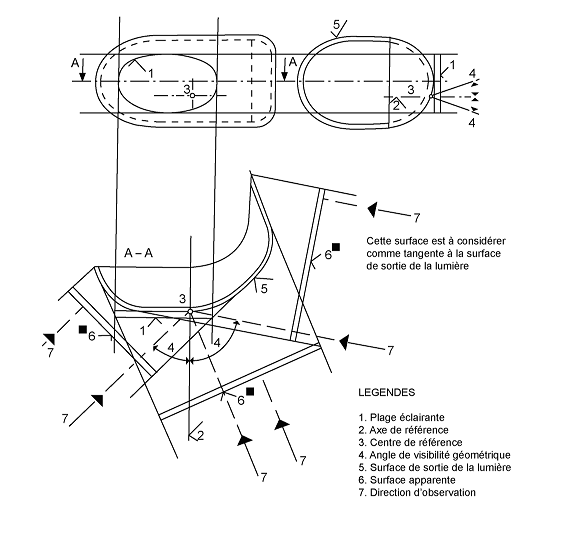 5
A
A
1
3
1
4
3
2
4
7
Cette surface est à considérer
comme tangente à la surface
de sortie de la lumière
6
A – A
5
3
1
4
4
6
7
7
6
7
2
7
7
LEGENDES
1. Plage éclairante
2. Axe de référence
3. Centre de référence
4. Angle de visibilité géométrique
5. Surface de sortie de la lumière
6. Surface apparente
7. Direction d'observation